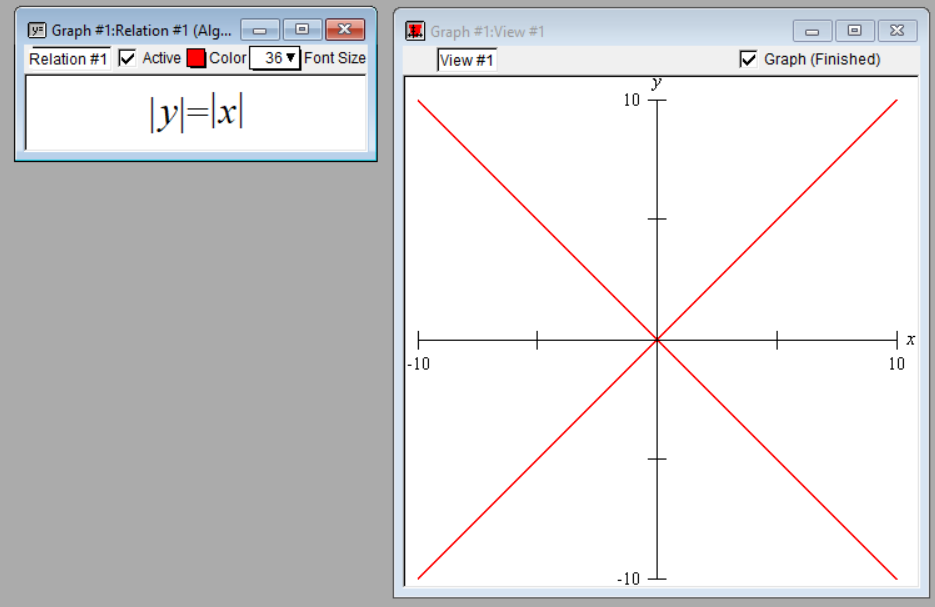 Graph #1:Relation #1 (Alg...
Relation #1 Active Color 36 ▼ Font Size
|y|=|x|
Graph #1:View #1
View #1 Graph (Finished)
y
10
x
-10 10
-10